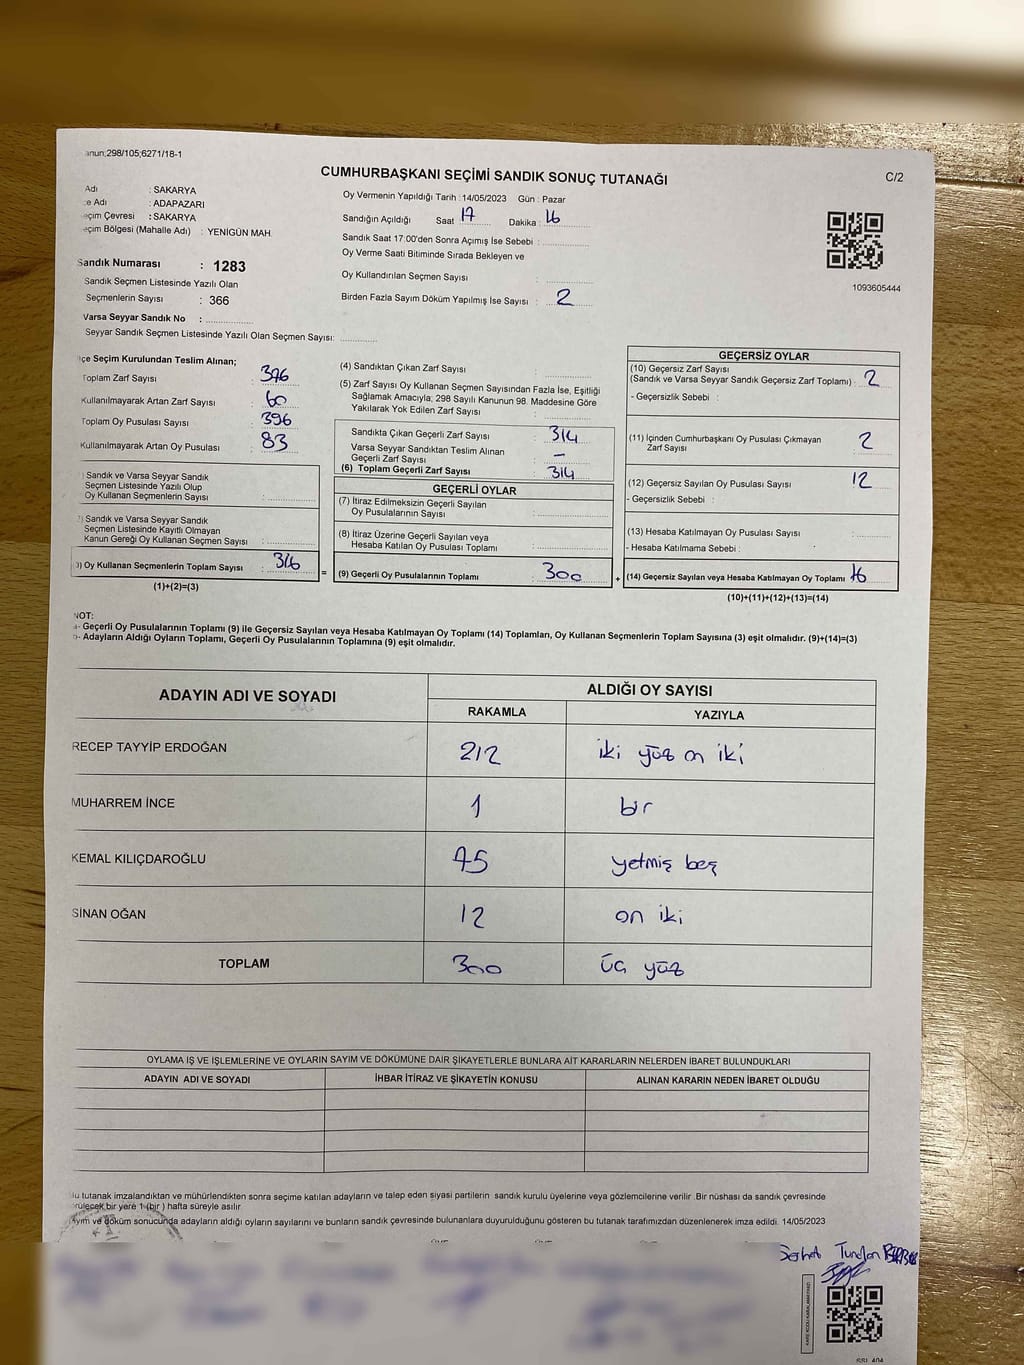 anun;298/105;6271/18-1
CUMHURBAŞKANI SEÇİMİ SANDIK SONUÇ TUTANAĞI
C/2
Adı : SAKARYA
e Adı : ADAPAZARI
eçim Çevresi : SAKARYA
eçim Bölgesi (Mahalle Adı) : YENİGÜN MAH.
Sandık Numarası : 1283
Sandık Seçmen Listesinde Yazılı Olan
Seçmenlerin Sayısı : 366
Varsa Seyyar Sandık No :
Seyyar Sandık Seçmen Listesinde Yazılı Olan Seçmen Sayısı:
Oy Vermenin Yapıldığı Tarih : 14/05/2023 Gün : Pazar
Sandığın Açıldığı Saat : 17 Dakika : 16
Sandık Saat 17:00'den Sonra Açımış İse Sebebi :
Oy Verme Saati Bitiminde Sırada Bekleyen ve
Oy Kullandırılan Seçmen Sayısı :
Birden Fazla Sayım Döküm Yapılmış İse Sayısı : 2
1093605444
çe Seçim Kurulundan Teslim Alınan;
Toplam Zarf Sayısı : 376
Kullanılmayarak Artan Zarf Sayısı : 60
Toplam Oy Pusulası Sayısı : 396
Kullanılmayarak Artan Oy Pusulası : 83
) Sandık ve Varsa Seyyar Sandık
Seçmen Listesinde Yazılı Olup
Oy Kullanan Seçmenlerin Sayısı :
) Sandık ve Varsa Seyyar Sandık
Seçmen Listesinde Kayıtlı Olmayan
Kanun Gereği Oy Kullanan Seçmen Sayısı :
) Oy Kullanan Seçmenlerin Toplam Sayısı : 316
(1)+(2)=(3)
(4) Sandıktan Çıkan Zarf Sayısı :
(5) Zarf Sayısı Oy Kullanan Seçmen Sayısından Fazla İse, Eşitliği
Sağlamak Amacıyla; 298 Sayılı Kanunun 98. Maddesine Göre
Yakılarak Yok Edilen Zarf Sayısı :
Sandıkta Çıkan Geçerli Zarf Sayısı : 314
Varsa Seyyar Sandıktan Teslim Alınan
Geçerli Zarf Sayısı : -
(6) Toplam Geçerli Zarf Sayısı : 314
GEÇERLİ OYLAR
(7) İtiraz Edilmeksizin Geçerli Sayılan
Oy Pusulalarının Sayısı :
(8) İtiraz Üzerine Geçerli Sayılan veya
Hesaba Katılan Oy Pusulası Toplamı :
= (9) Geçerli Oy Pusulalarının Toplamı : 300
GEÇERSİZ OYLAR
(10) Geçersiz Zarf Sayısı
(Sandık ve Varsa Seyyar Sandık Geçersiz Zarf Toplamı) : 2
- Geçersizlik Sebebi :
(11) İçinden Cumhurbaşkanı Oy Pusulası Çıkmayan
Zarf Sayısı : 2
(12) Geçersiz Sayılan Oy Pusulası Sayısı : 12
- Geçersizlik Sebebi :
(13) Hesaba Katılmayan Oy Pusulası Sayısı :
- Hesaba Katılmama Sebebi :
+ (14) Geçersiz Sayılan veya Hesaba Katılmayan Oy Toplamı : 16
(10)+(11)+(12)+(13)=(14)
NOT:
- Geçerli Oy Pusulalarının Toplamı (9) ile Geçersiz Sayılan veya Hesaba Katılmayan Oy Toplamı (14) Toplamları, Oy Kullanan Seçmenlerin Toplam Sayısına (3) eşit olmalıdır. (9)+(14)=(3)
- Adayların Aldığı Oyların Toplamı, Geçerli Oy Pusulalarının Toplamına (9) eşit olmalıdır.
ADAYIN ADI VE SOYADI
ALDIĞI OY SAYISI
RAKAMLA YAZIYLA
RECEP TAYYİP ERDOĞAN 212 iki yüz on iki
MUHARREM İNCE 1 bir
KEMAL KILIÇDAROĞLU 75 yetmiş beş
SİNAN OĞAN 12 on iki
TOPLAM 300 üç yüz
OYLAMA İŞ VE İŞLEMLERİNE VE OYLARIN SAYIM VE DÖKÜMÜNE DAİR ŞİKAYETLERLE BUNLARA AİT KARARLARIN NELERDEN İBARET BULUNDUKLARI
ADAYIN ADI VE SOYADI İHBAR İTİRAZ VE ŞİKAYETİN KONUSU ALINAN KARARIN NEDEN İBARET OLDUĞU
u tutanak imzalandıktan ve mühürlendikten sonra seçime katılan adayların ve talep eden siyasi partilerin sandık kurulu üyelerine veya gözlemcilerine verilir .Bir nüshası da sandık çevresinde
rülecek bir yere 1 (bir ) hafta süreyle asılır.
ayım ve döküm sonucunda adayların aldığı oyların sayılarını ve bunların sandık çevresinde bulunanlara duyurulduğunu gösteren bu tutanak tarafımızdan düzenlenerek imza edildi. 14/05/2023